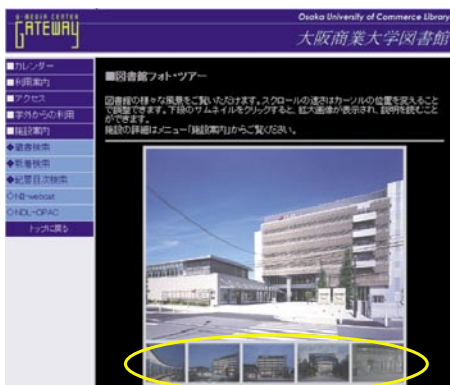 U-MEDIA CENTER
GATEWAY
Osaka University of Commerce Library
大阪商業大学図書館
■カレンダー
■利用案内
■アクセス
■学外からの利用
■施設案内
◆蔵書検索
◆新着検索
◆記事目次検索
◇NII-webcat
◇NDL-OPAC
トップに戻る
■図書館フォト・ツアー
図書館の様々な風景をご覧いただけます。スクロールの速さはカーソルの位置を変えること
で調整できます。下段のサムネイルをクリックすると、拡大画像が表示され、説明を読むこと
ができます。
施設の詳細はメニュー「施設案内」からご覧ください。